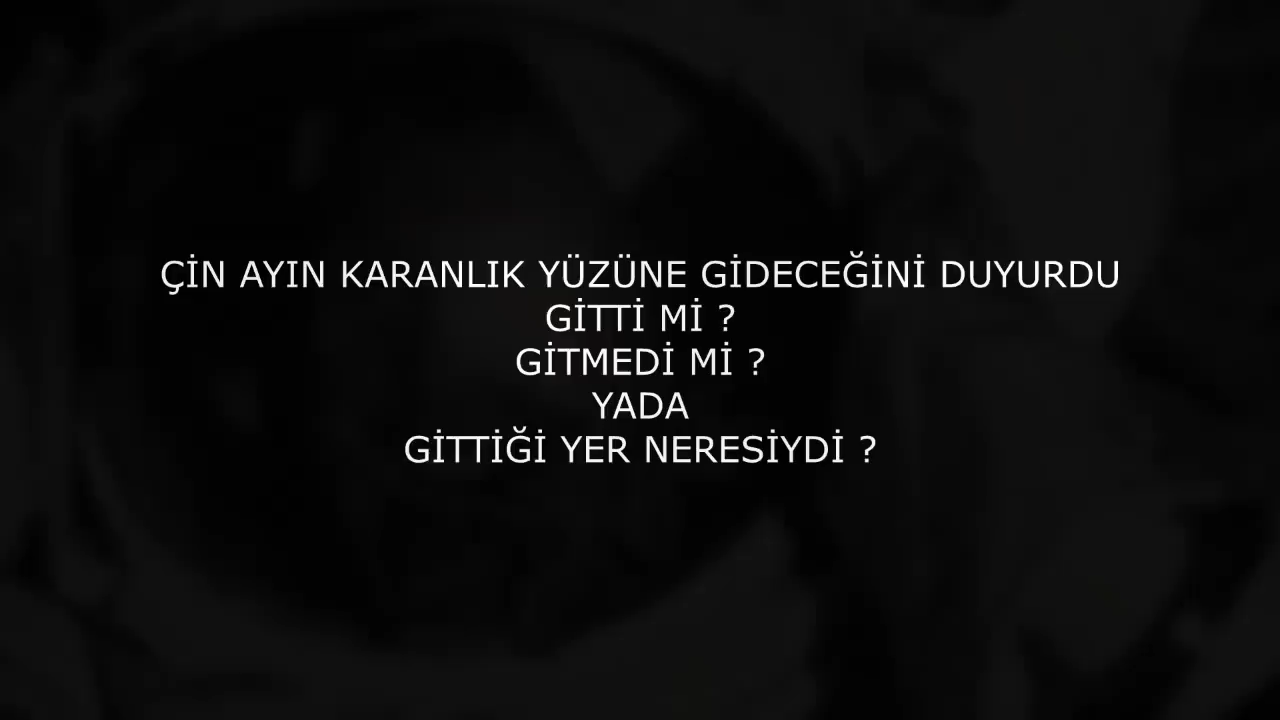 ÇİN AYIN KARANLIK YÜZÜNE GİDECEĞİNİ DUYURDU
GİTTİ Mİ ?
GİTMEDİ Mİ ?
YADA
GİTTİĞİ YER NERESİYDİ ?